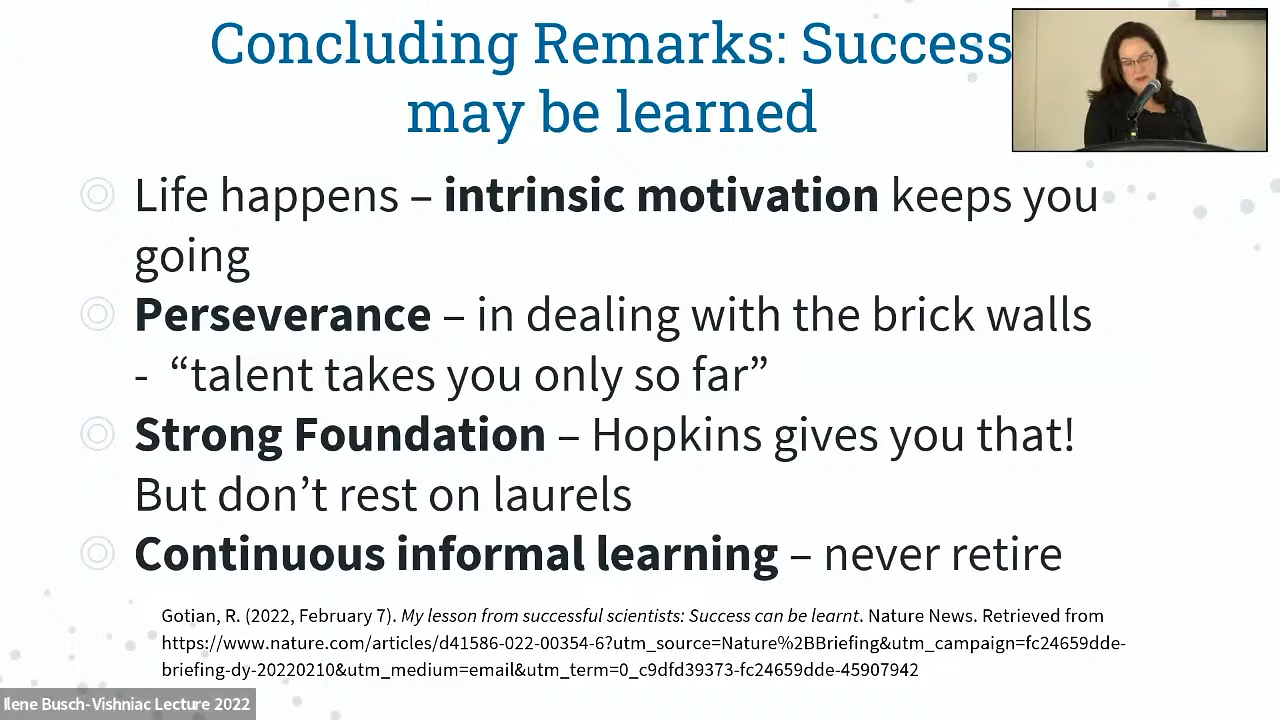 Concluding Remarks: Success
may be learned
Life happens – intrinsic motivation keeps you
going
Perseverance – in dealing with the brick walls
- “talent takes you only so far”
Strong Foundation – Hopkins gives you that!
But don’t rest on laurels
Continuous informal learning – never retire
Gotian, R. (2022, February 7). My lesson from successful scientists: Success can be learnt. Nature News. Retrieved from
https://www.nature.com/articles/d41586-022-00354-6?utm_source=Nature%2BBriefing&utm_campaign=fc24659dde-
briefing-dy-20220210&utm_medium=email&utm_term=0_c9dfd39373-fc24659dde-45907942
Ilene Busch-Vishniac Lecture 2022